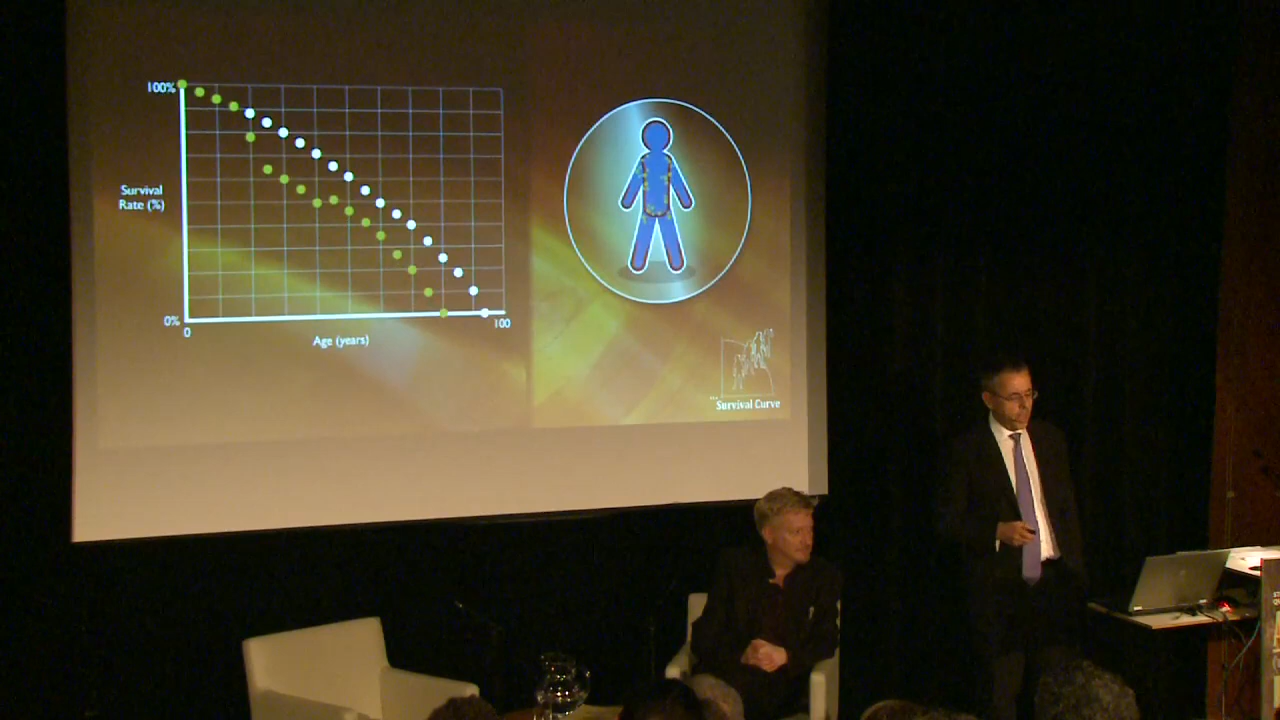 100%
Survival
Rate (%)
0%
0
100
Age (years)
Survival Curve